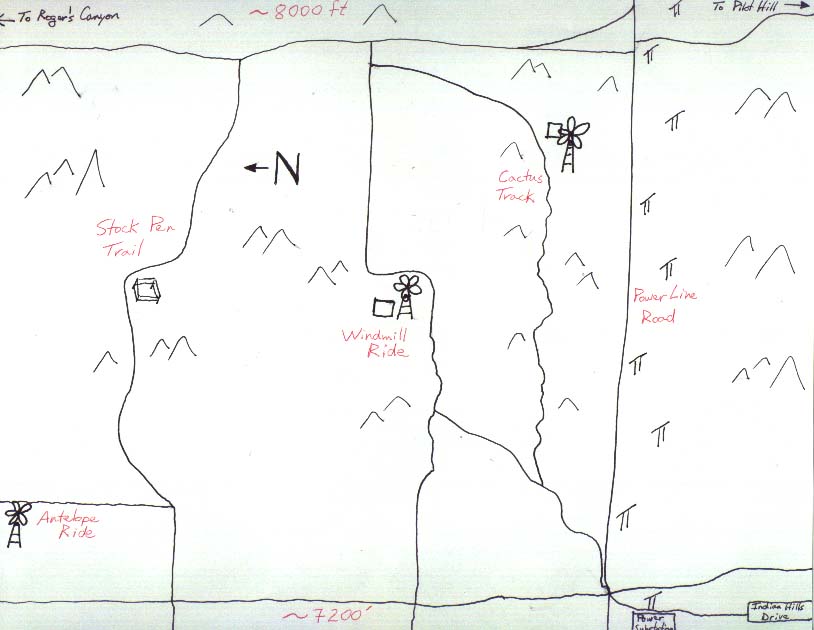 To Roger's Canyon
~8000 ft
To Pilot Hill
N
Cactus
Track
Stock Pen
Trail
Power Line
Road
Windmill
Ride
Antelope
Ride
~7200'
Indian Hills
Drive
Power
Substation